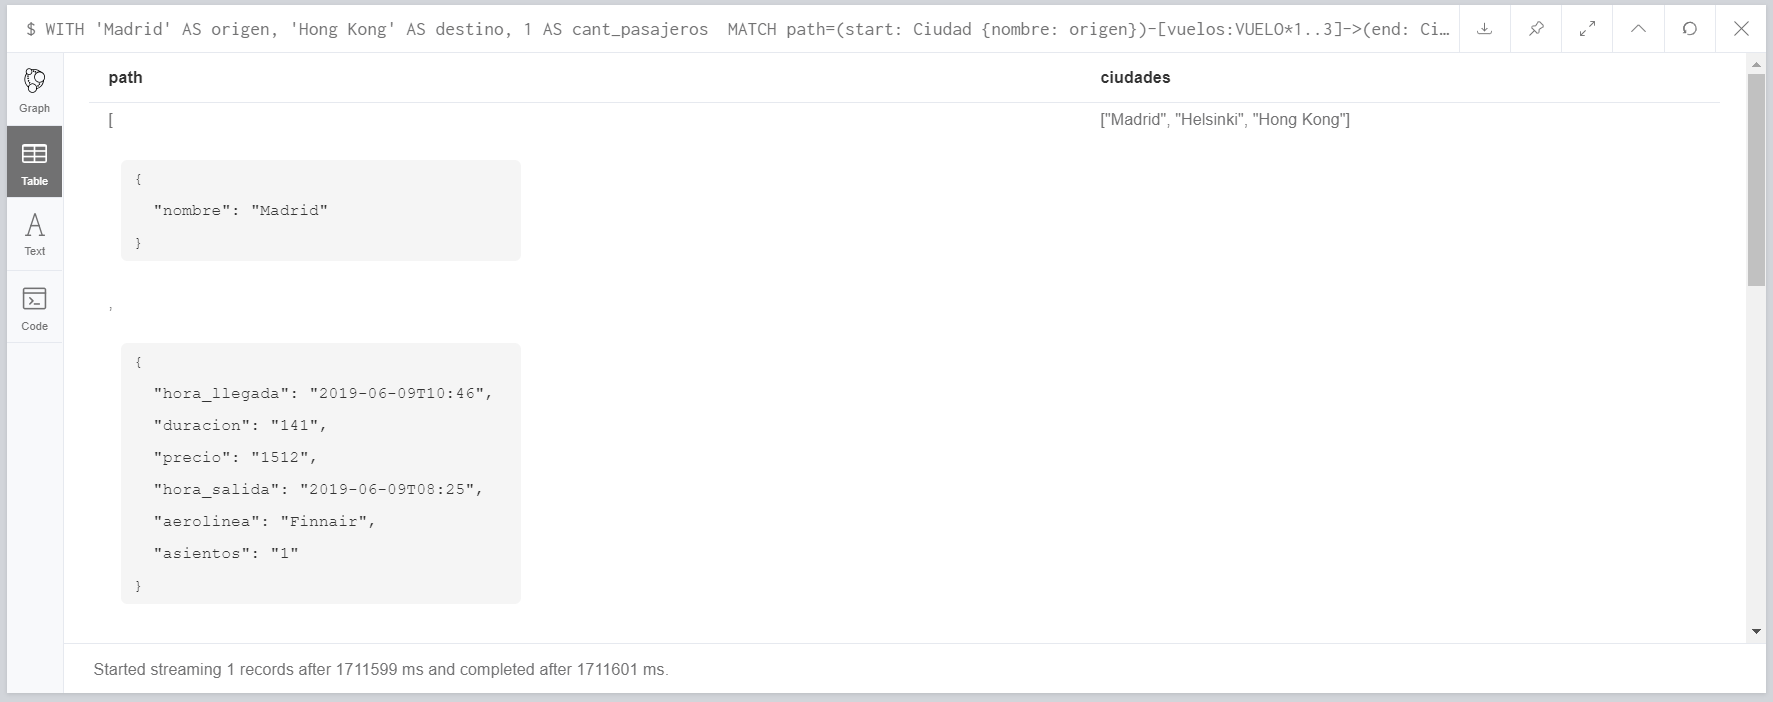 $ WITH 'Madrid' AS origen, 'Hong Kong' AS destino, 1 AS cant_pasajeros  MATCH path=(start: Ciudad {nombre: origen})-[vuelos:VUELO*1..3]->(end: Ci…
Graph
Table
Text
Code
path
ciudades
[
["Madrid", "Helsinki", "Hong Kong"]
{
"nombre": "Madrid"
}
,
{
"hora_llegada": "2019-06-09T10:46",
"duracion": "141",
"precio": "1512",
"hora_salida": "2019-06-09T08:25",
"aerolinea": "Finnair",
"asientos": "1"
}
Started streaming 1 records after 1711599 ms and completed after 1711601 ms.